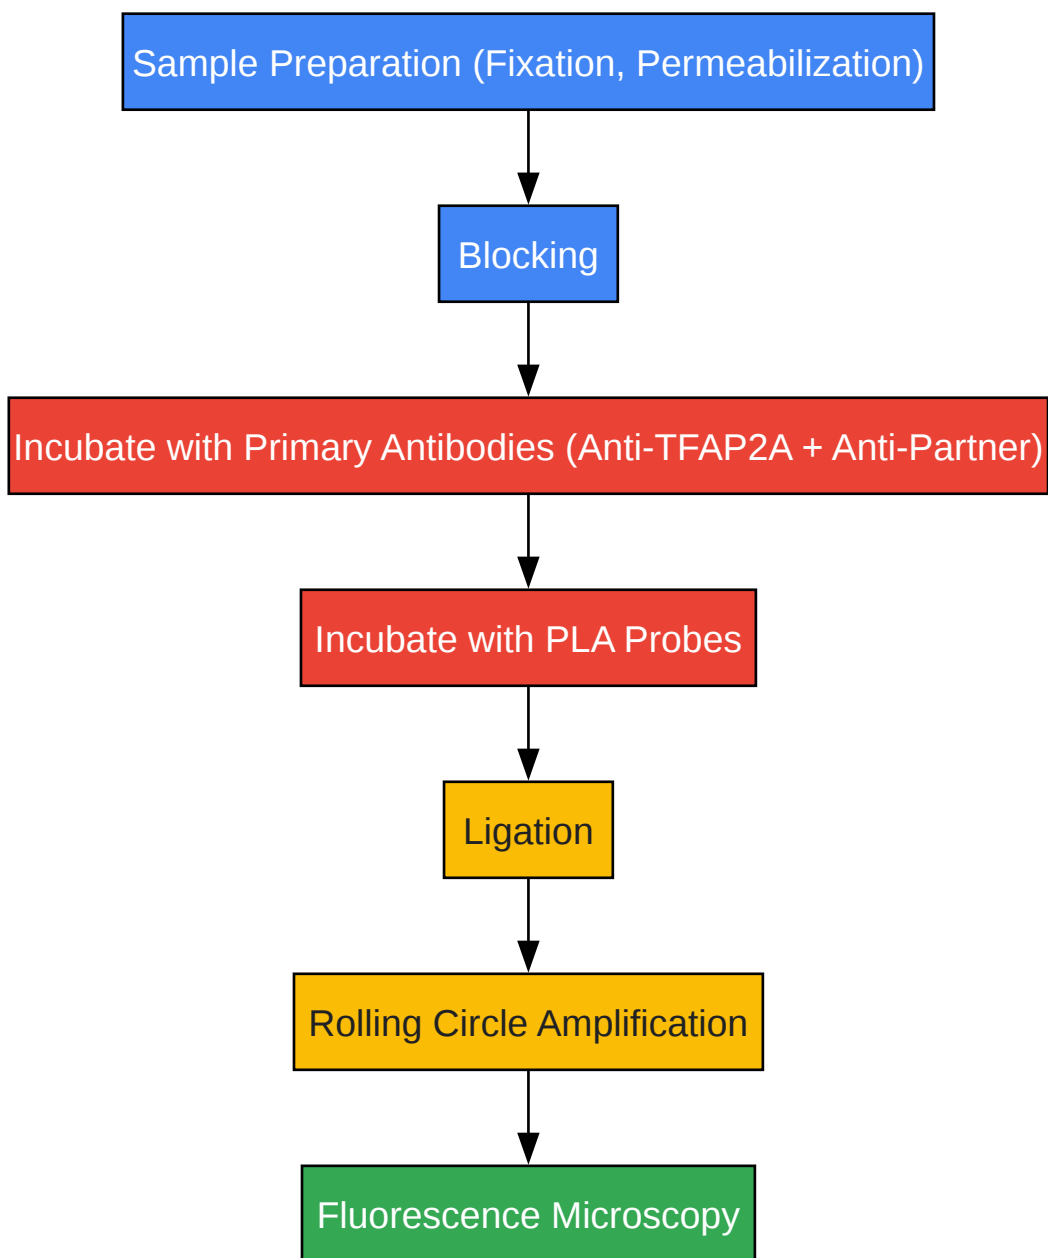 Sample Preparation (Fixation, Permeabilization)
Blocking
Incubate with Primary Antibodies (Anti-TFAP2A + Anti-Partner)
Incubate with PLA Probes
Ligation
Rolling Circle Amplification
Fluorescence Microscopy